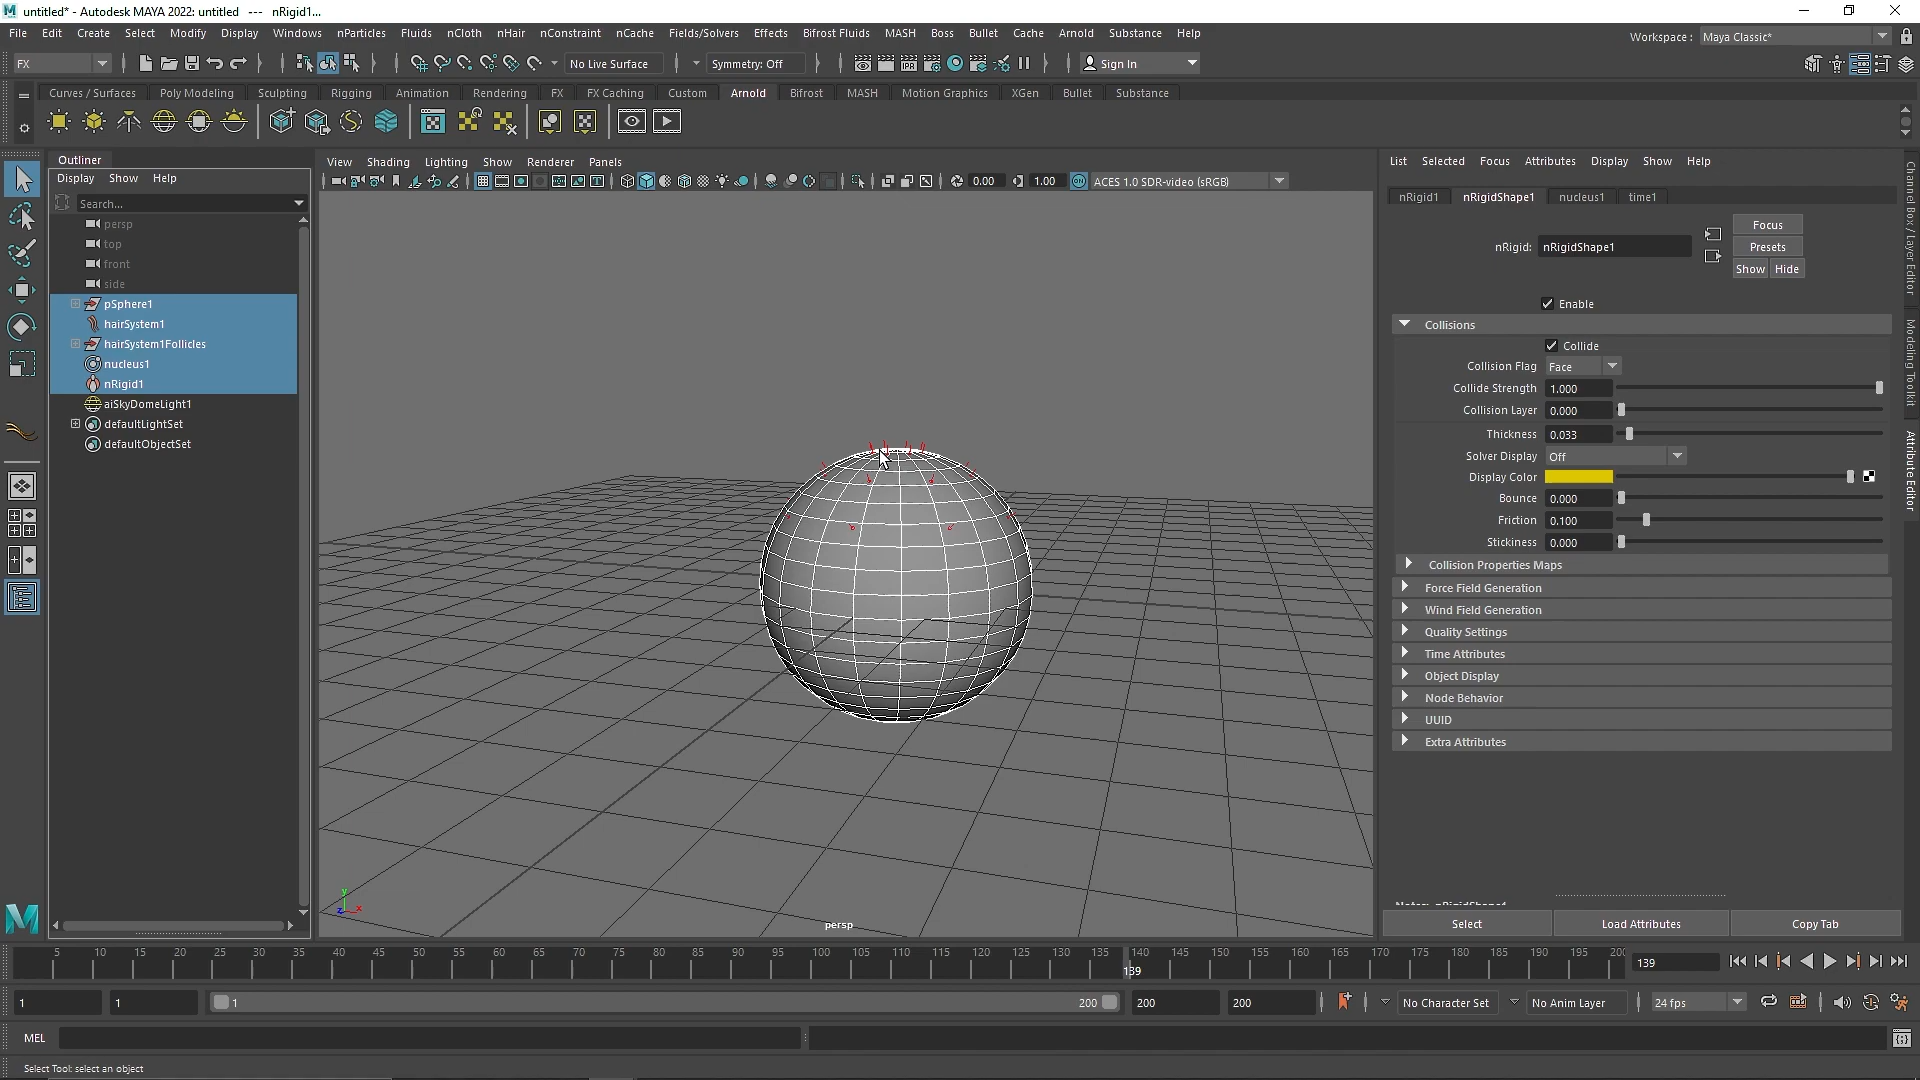 untitled* - Autodesk MAYA 2022: untitled --- nRigid1...
File Edit Create Select Modify Display Windows nParticles Fluids nCloth nHair nConstraint nCache Fields/Solvers Effects Bifrost Fluids MASH Boss Bullet Cache Arnold Substance Help
Workspace : Maya Classic*
FX No Live Surface Symmetry: Off IPR Sign In
Curves / Surfaces Poly Modeling Sculpting Rigging Animation Rendering FX FX Caching Custom Arnold Bifrost MASH Motion Graphics XGen Bullet Substance
Outliner
Display Show Help
Search...
persp
top
front
side
pSphere1
hairSystem1
hairSystem1Follicles
nucleus1
nRigid1
aiSkyDomeLight1
defaultLightSet
defaultObjectSet
View Shading Lighting Show Renderer Panels
0.00 1.00 ACES 1.0 SDR-video (sRGB)
y
z x
persp
List Selected Focus Attributes Display Show Help
nRigid1 nRigidShape1 nucleus1 time1
nRigid: nRigidShape1
Focus
Presets
Show Hide
Enable
Collisions
Collide
Collision Flag Face
Collide Strength 1.000
Collision Layer 0.000
Thickness 0.033
Solver Display Off
Display Color
Bounce 0.000
Friction 0.100
Stickiness 0.000
Collision Properties Maps
Force Field Generation
Wind Field Generation
Quality Settings
Time Attributes
Object Display
Node Behavior
UUID
Extra Attributes
Notes: nRigidShape1
Select Load Attributes Copy Tab
Channel Box / Layer Editor
Modeling Toolkit
Attribute Editor
5 10 15 20 25 30 35 40 45 50 55 60 65 70 75 80 85 90 95 100 105 110 115 120 125 130 135 140 145 150 155 160 165 170 175 180 185 190 195 200
139
139
1 1 1 200 200 200 No Character Set No Anim Layer 24 fps
MEL
Select Tool: select an object